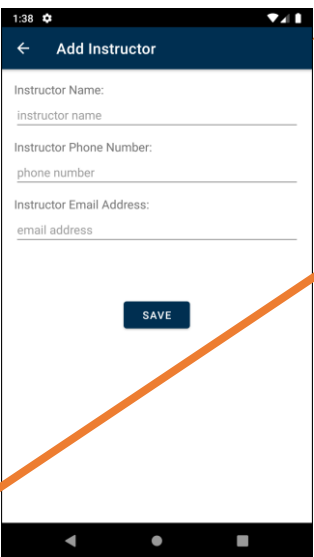 1:38
Add Instructor
Instructor Name:
instructor name
Instructor Phone Number:
phone number
Instructor Email Address:
email address
SAVE